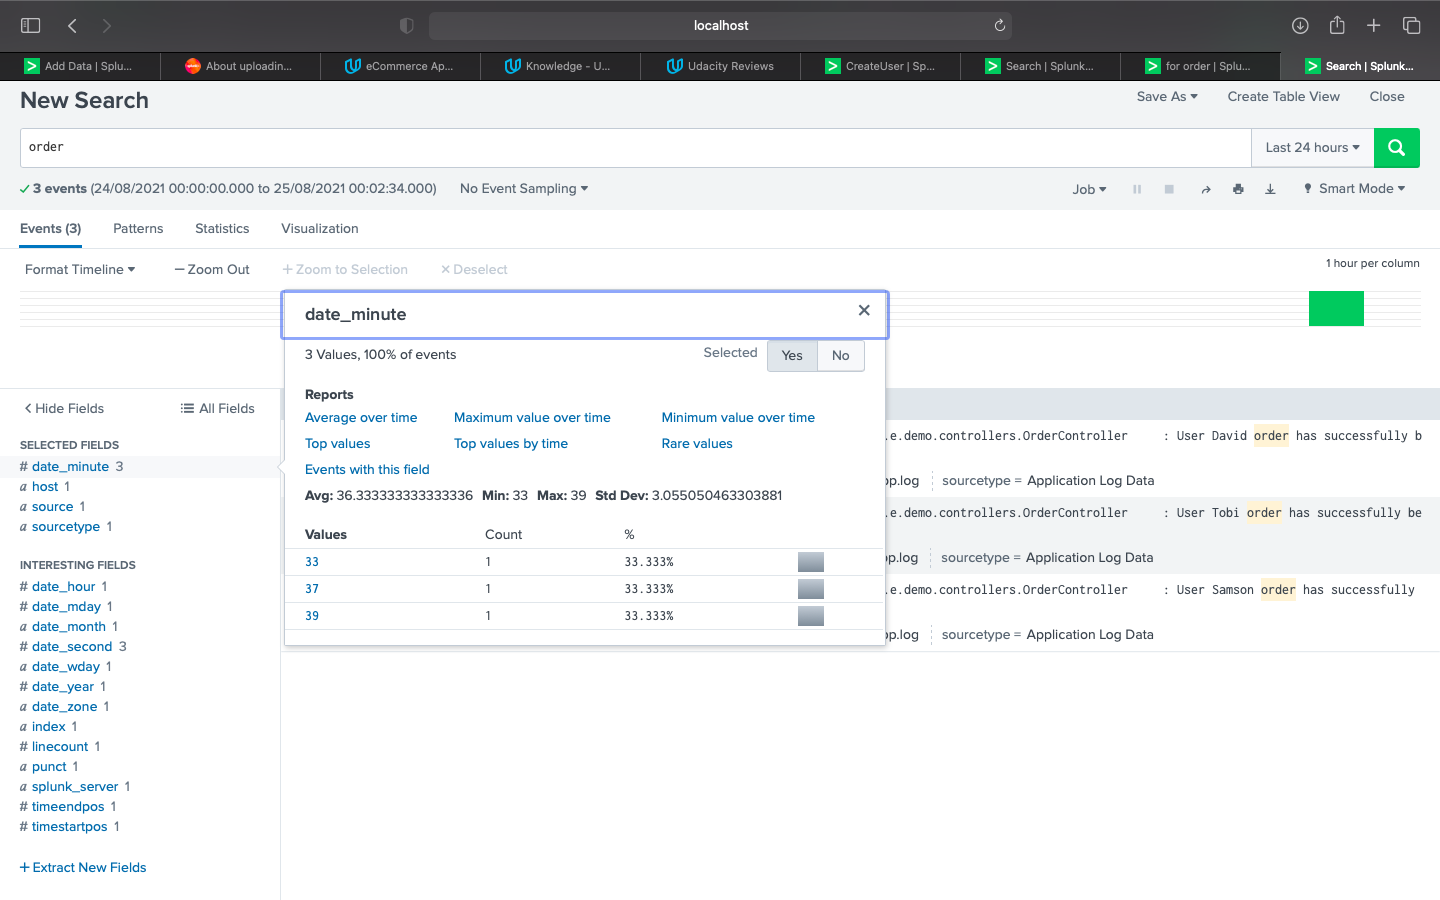 localhost
Add Data | Splu...
About uploadin...
eCommerce Ap...
Knowledge - U...
Udacity Reviews
CreateUser | Sp...
Search | Splunk...
for order | Splu...
Search | Splunk...
New Search
Save As
Create Table View
Close
order
Last 24 hours
3 events (24/08/2021 00:00:00.000 to 25/08/2021 00:02:34.000)
No Event Sampling
Job
Smart Mode
Events (3)
Patterns
Statistics
Visualization
Format Timeline
Zoom Out
Zoom to Selection
Deselect
1 hour per column
date_minute
3 Values, 100% of events
Selected
Yes
No
Reports
Average over time
Maximum value over time
Minimum value over time
Top values
Top values by time
Rare values
Events with this field
Avg: 36.333333333333336 Min: 33 Max: 39 Std Dev: 3.055050463303881
Values Count %
33 1 33.333%
37 1 33.333%
39 1 33.333%
Hide Fields
All Fields
SELECTED FIELDS
# date_minute 3
a host 1
a source 1
a sourcetype 1
INTERESTING FIELDS
# date_hour 1
# date_mday 1
a date_month 1
# date_second 3
a date_wday 1
# date_year 1
a date_zone 1
a index 1
# linecount 1
a punct 1
a splunk_server 1
# timeendpos 1
# timestartpos 1
+ Extract New Fields
.e.demo.controllers.OrderController : User David order has successfully b
op.log sourcetype = Application Log Data
.e.demo.controllers.OrderController : User Tobi order has successfully be
op.log sourcetype = Application Log Data
.e.demo.controllers.OrderController : User Samson order has successfully
op.log sourcetype = Application Log Data